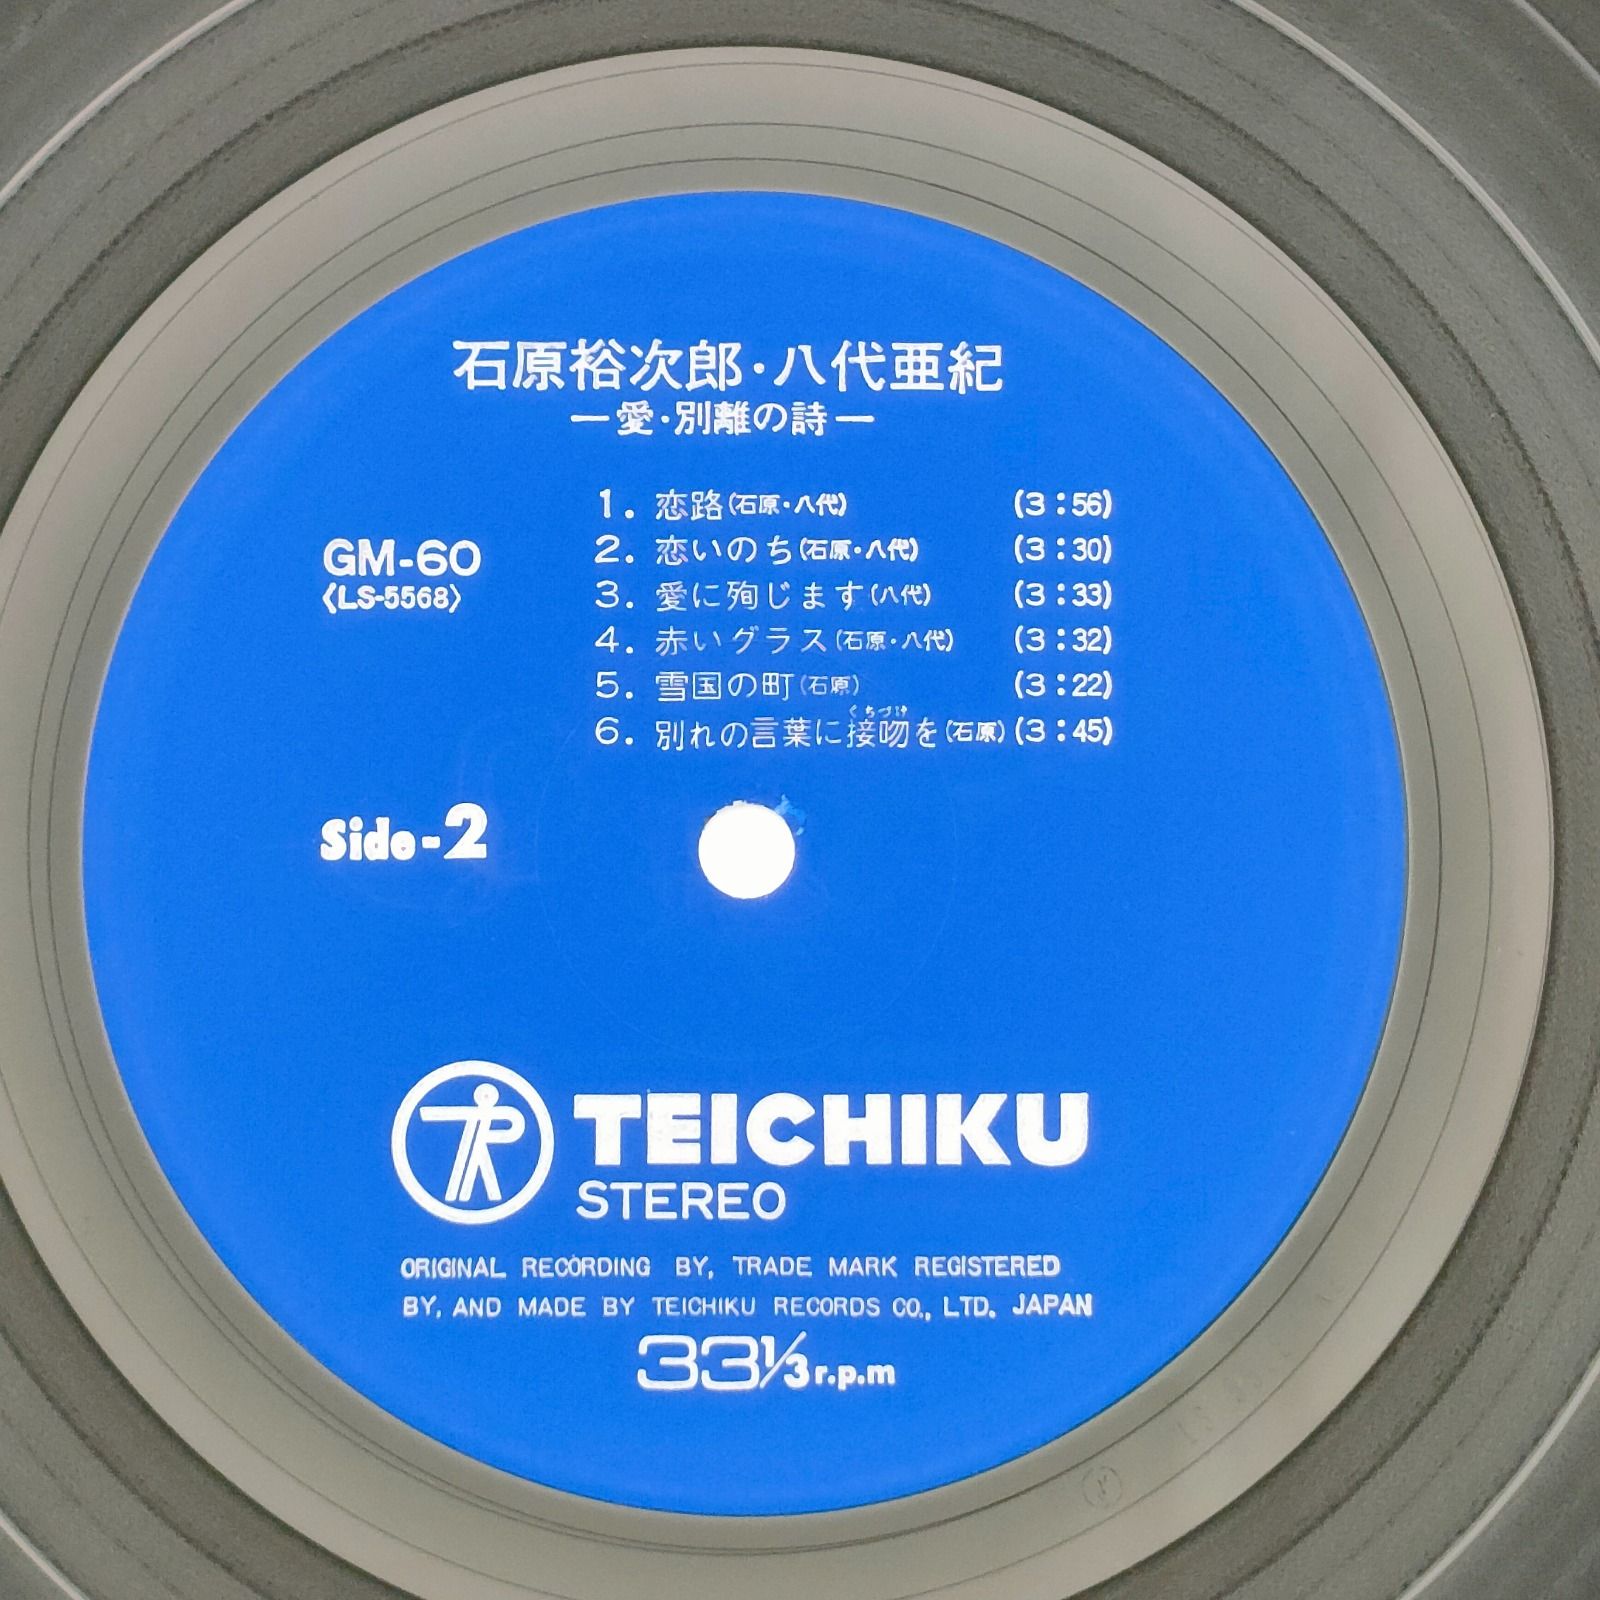 石原裕次郎・八代亜紀
—愛・別離の詩—
GM-60
〈LS-5568〉
1. 恋路(石原・八代) (3:56)
2. 恋いのち(石原・八代) (3:30)
3. 愛に殉じます(八代) (3:33)
4. 赤いグラス(石原・八代) (3:32)
5. 雪国の町(石原) (3:22)
くちづけ
6. 別れの言葉に接吻を(石原) (3:45)
Side-2
TEICHIKU
STEREO
ORIGINAL RECORDING BY, TRADE MARK REGISTERED
BY, AND MADE BY TEICHIKU RECORDS CO., LTD. JAPAN
33 1/3 r.p.m